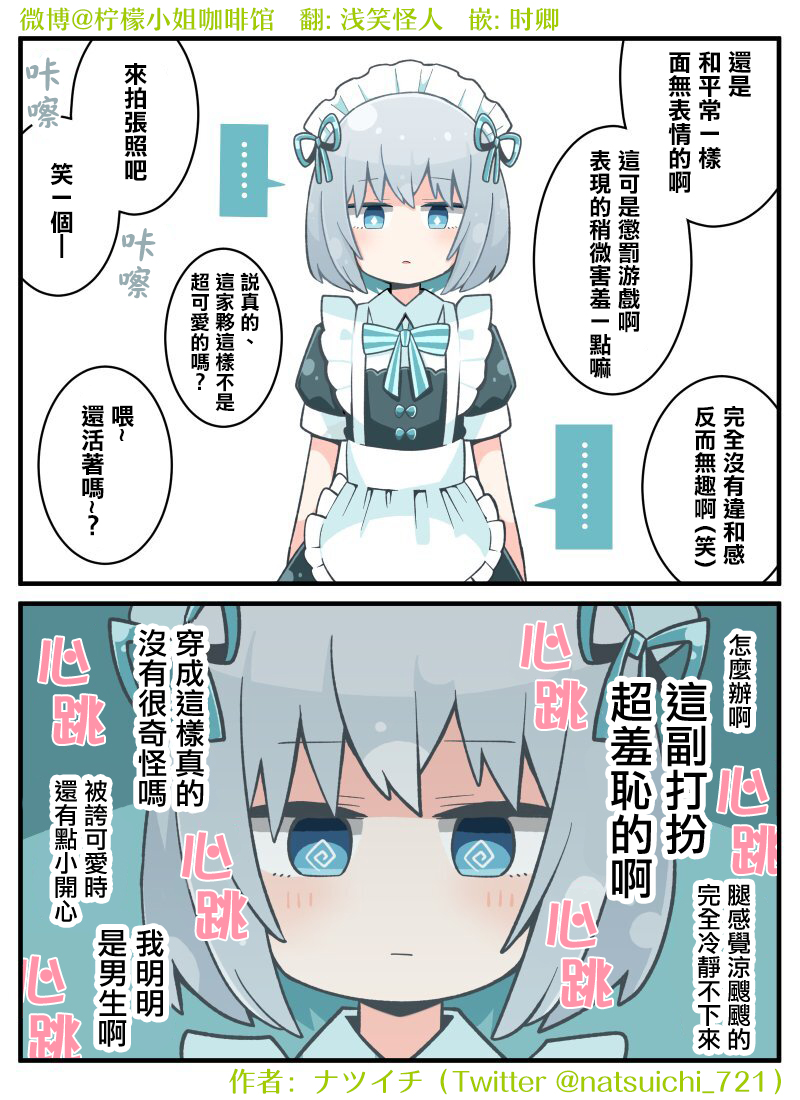 微博@柠檬小姐咖啡馆　翻: 浅笑怪人　嵌: 时卿
還是
和平常一樣
面無表情的啊
這可是懲罰游戲啊
表現的稍微害羞一點嘛
完全沒有違和感
反而無趣啊(笑)
……
………
咔嚓
來拍張照吧
笑一個—
咔嚓
説真的、
這家夥這樣不是
超可愛的嗎？
喂~
還活著嗎~？
怎麼辦啊
這副打扮
超羞恥的啊
心跳
心跳
腿感覺涼颼颼的
完全冷靜不下來
心跳
穿成這樣真的
沒有很奇怪嗎
心跳
心跳
被誇可愛時
還有點小開心
我明明
是男生啊
心跳
作者: ナツイチ（Twitter @natsuichi_721）